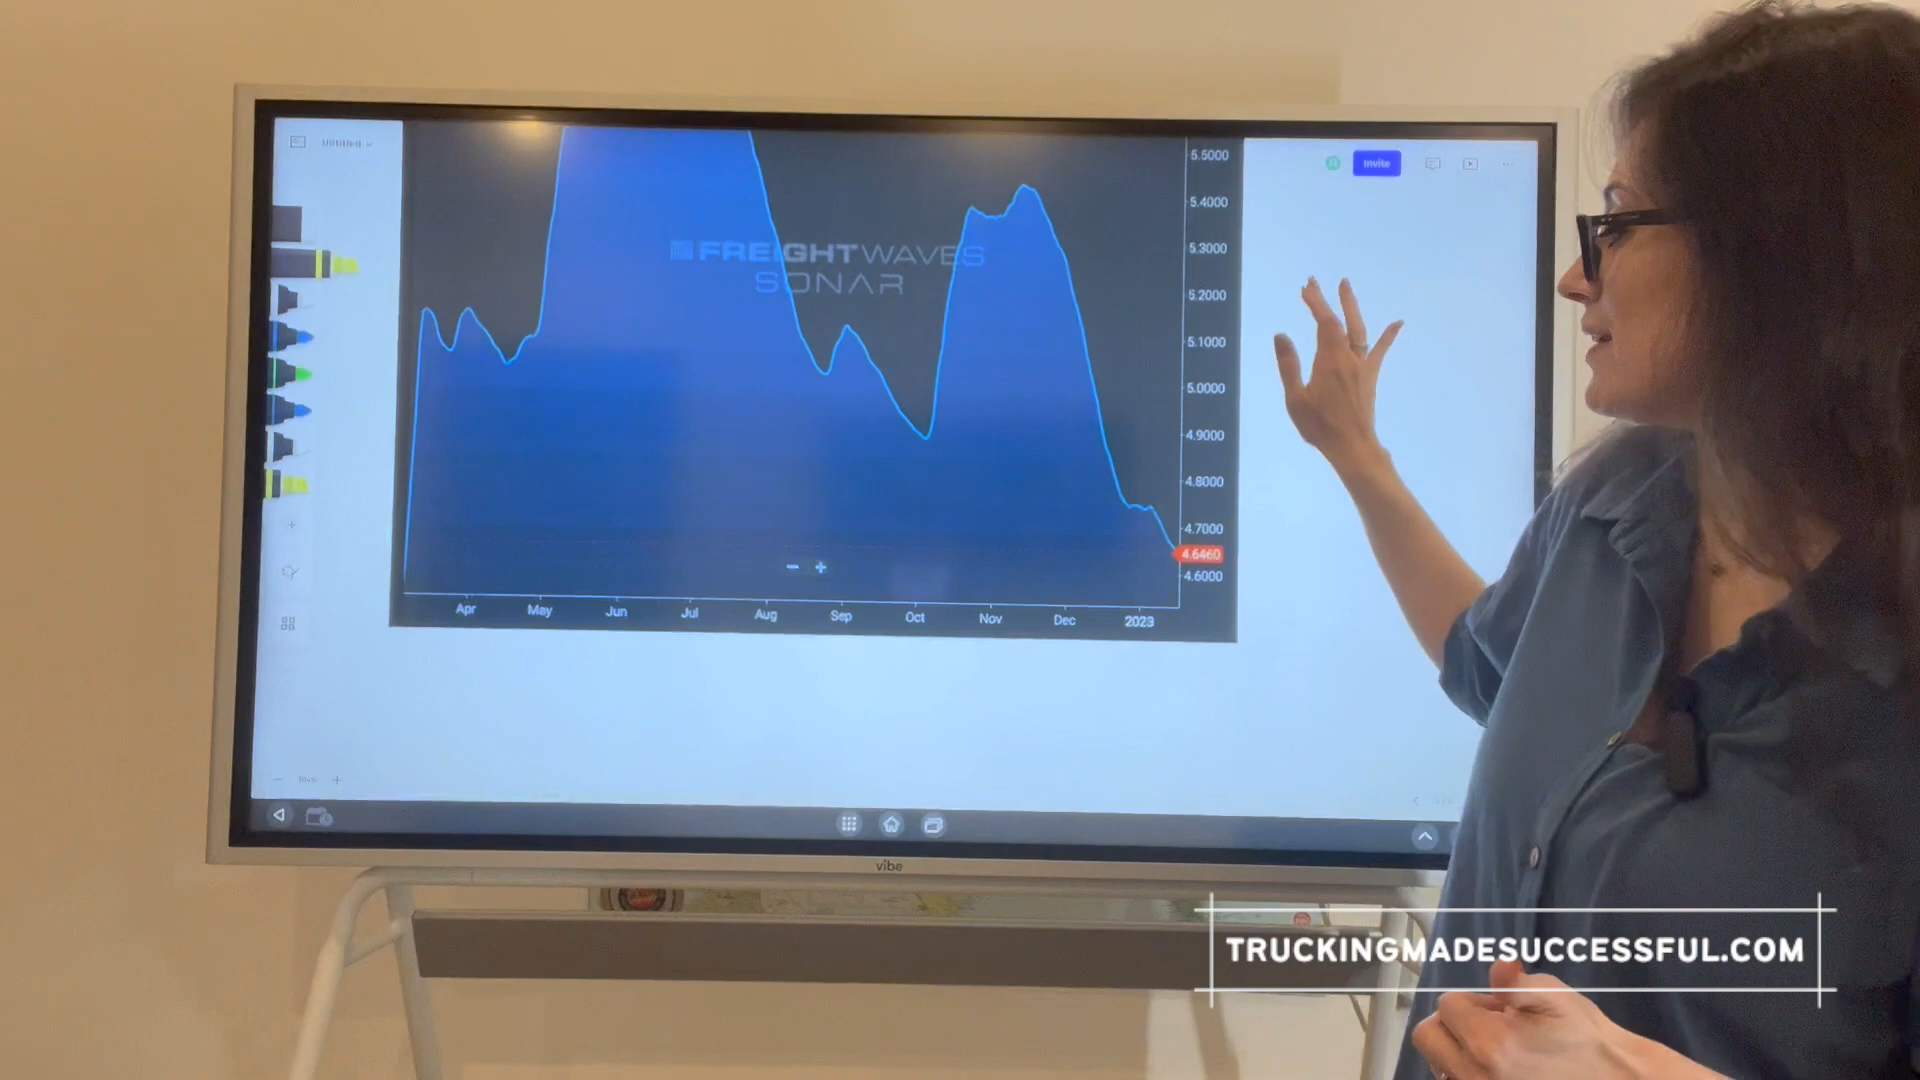 Untitled
Invite
FREIGHTWAVES
SONAR
5.5000
5.4000
5.3000
5.2000
5.1000
5.0000
4.9000
4.8000
4.7000
4.6460
4.6000
Apr May Jun Jul Aug Sep Oct Nov Dec 2023
vibe
TRUCKINGMADESUCCESSFUL.COM